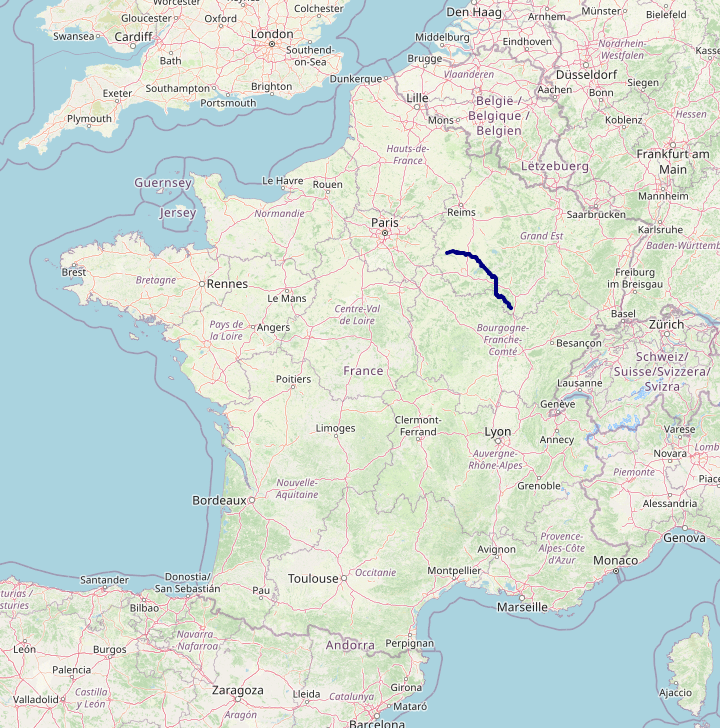 Worcester
Colchester
Den Haag
Arnhem
Münster
Bielefeld
Gloucester
Oxford
Swansea
Cardiff
London
Middelburg
Eindhoven
Nordrhein-
Westfalen
Bath
Southend-
on-Sea
Brugge
Vlaanderen
Düsseldorf
Dunkerque
Southampton
Brighton
Exeter
Portsmouth
Lille
België /
Belgique /
Belgien
Aachen
Bonn
Siegen
Plymouth
Mons
Koblenz
Hessen
Hauts-de-
France
Lëtzebuerg
Frankfurt am
Main
Guernsey
Le Havre
Rouen
Mannheim
Jersey
Normandie
Reims
Saarbrücken
Paris
Karlsruhe
Grand Est
Brest
Bretagne
Rennes
Freiburg
im Breisgau
Le Mans
Centre-Val
de Loire
Basel
Pays de
la Loire
Angers
Bourgogne-
Franche-
Comté
Zürich
Besançon
Schweiz/
Suisse/Svizzera/
Svizra
France
Poitiers
Lausanne
Genève
Limoges
Clermont-
Ferrand
Lyon
Annecy
Varese
Novara
Auvergne-
Rhône-Alpes
Piemonte
Nouvelle-
Aquitaine
Grenoble
Bordeaux
Alessandria
Genova
Provence-
Alpes-Côte
d'Azur
Avignon
Monaco
Santander
Donostia/
San Sebastián
Toulouse
Occitanie
Montpellier
Bilbao
Pau
Marseille
Navarra
- Nafarroa
Andorra
Perpignan
León
Burgos
Palencia
Girona
Zaragoza
Lleida
Catalunya
Ajaccio
Valladolid
Castilla
y León
Mataró
Aragón
Barcelona